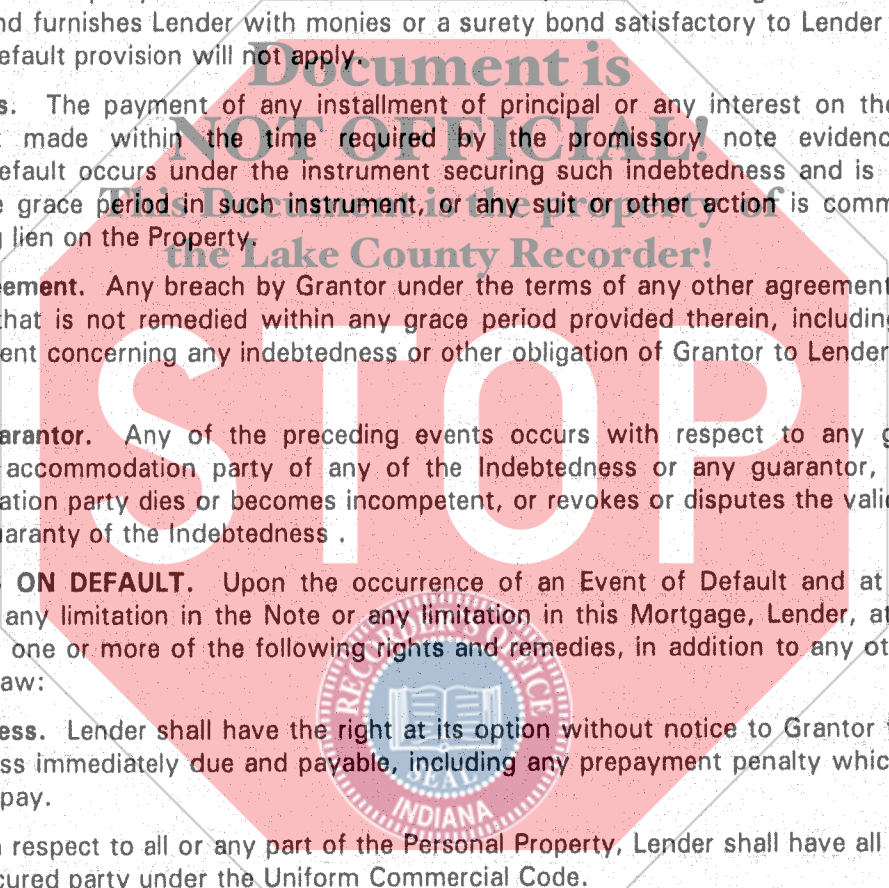 nd furnishes Lender with monies or a surety bond satisfactory to Lender
efault provision will not apply.
s. The payment of any installment of principal or any interest on the
made within the time required by the promissory note evidenc
efault occurs under the instrument securing such indebtedness and is
e grace period in such instrument, or any suit or other action is comm
lien on the Property.
eement. Any breach by Grantor under the terms of any other agreement
that is not remedied within any grace period provided therein, including
ent concerning any indebtedness or other obligation of Grantor to Lender
arantor. Any of the preceding events occurs with respect to any g
accommodation party of any of the Indebtedness or any guarantor,
ation party dies or becomes incompetent, or revokes or disputes the valid
uaranty of the Indebtedness .
ON DEFAULT. Upon the occurrence of an Event of Default and at
any limitation in the Note or any limitation in this Mortgage, Lender, at
one or more of the following rights and remedies, in addition to any ot
aw:
ess. Lender shall have the right at its option without notice to Grantor t
ss immediately due and payable, including any prepayment penalty whic
pay.
respect to all or any part of the Personal Property, Lender shall have all
cured party under the Uniform Commercial Code.
Document is
NOT OFFICIAL!
This Document is the property of
the Lake County Recorder!
STOP
RECORDER'S OFFICE
SEAL
INDIANA